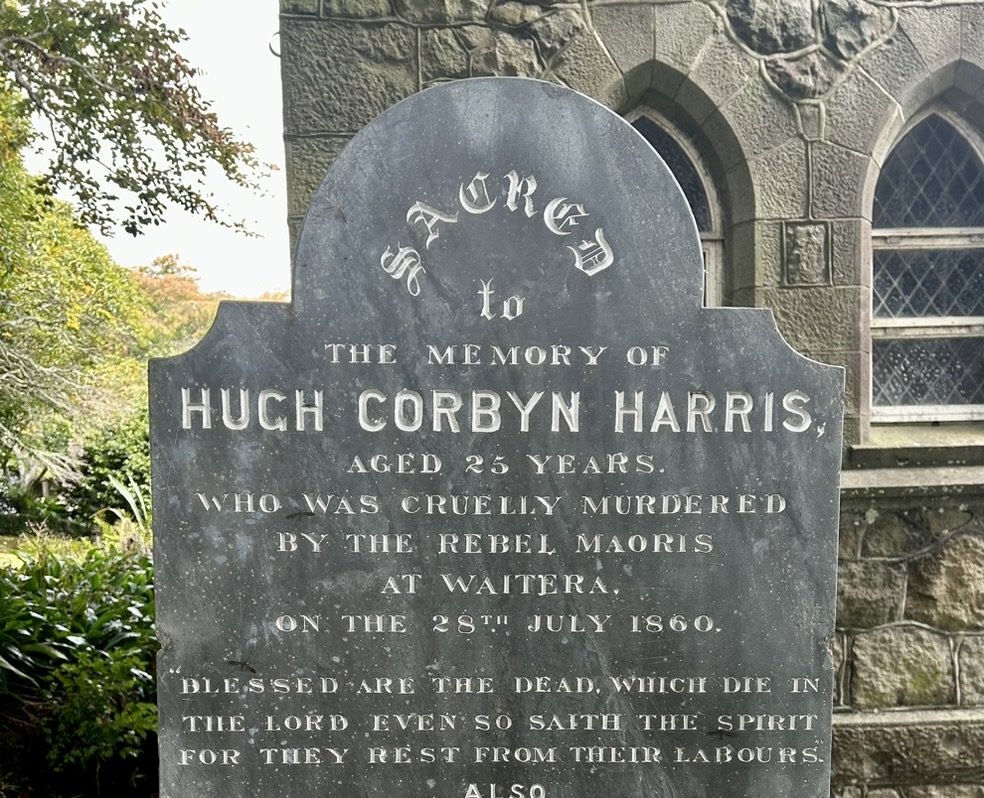 SACRED
to
THE MEMORY OF
HUGH CORBYN HARRIS,
AGED 25 YEARS.
WHO WAS CRUELLY MURDERED
BY THE REBEL MAORIS
AT WAITERA,
ON THE 28TH JULY 1860.
"BLESSED ARE THE DEAD, WHICH DIE IN
THE LORD EVEN SO SAITH THE SPIRIT
FOR THEY REST FROM THEIR LABOURS."
ALSO